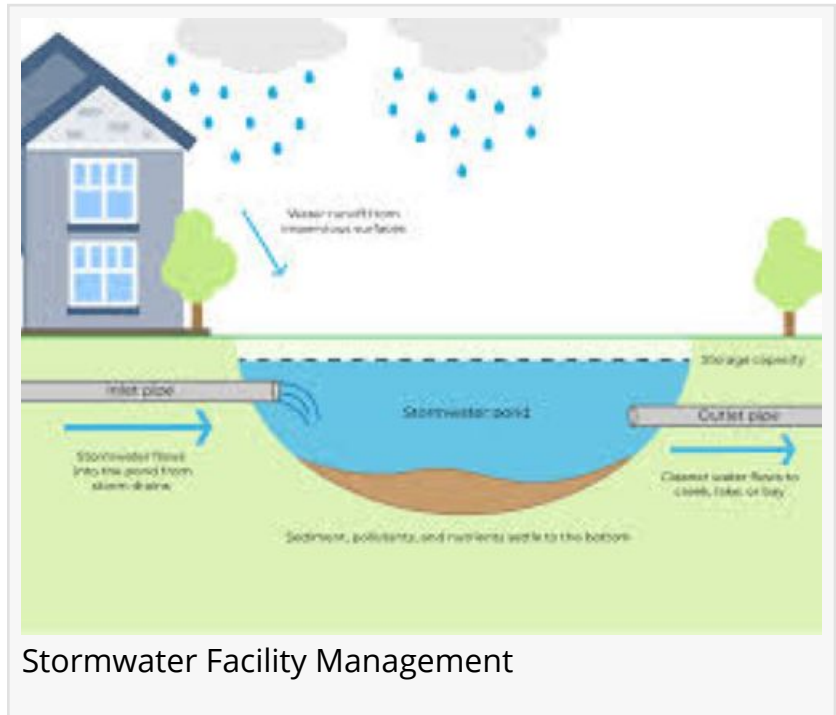 Water runoff from
impervious surfaces
Storage capacity
Inlet pipe
Stormwater pond
Outlet pipe
Stormwater flows
into the pond from
storm drains
Cleaner water flows to
creek, lake, or bay
Sediment, pollutants, and nutrients settle to the bottom
Stormwater Facility Management